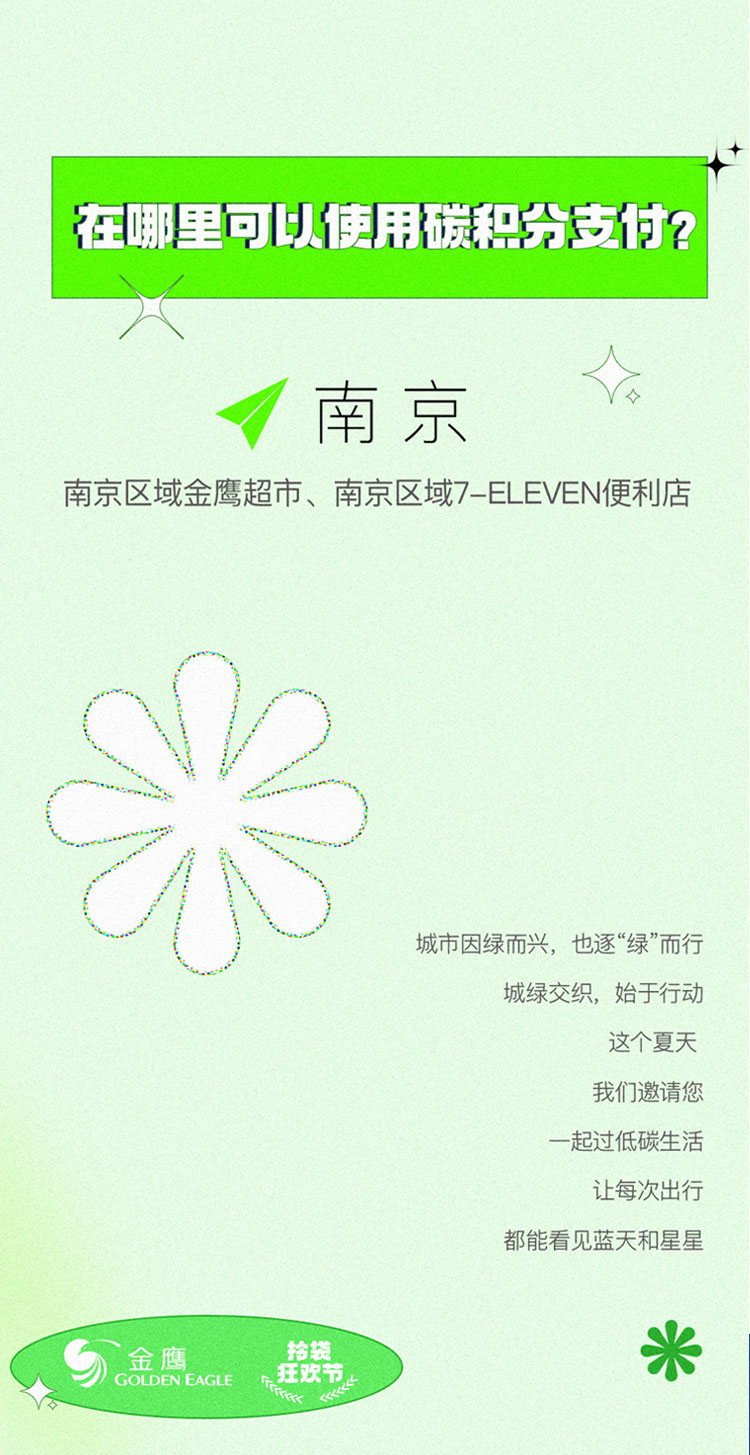 在哪里可以使用碳积分支付?
南京
南京区域金鹰超市、南京区域7-ELEVEN便利店
城市因绿而兴，也逐“绿”而行
城绿交织，始于行动
这个夏天
我们邀请您
一起过低碳生活
让每次出行
都能看见蓝天和星星
金鹰
GOLDEN EAGLE
拎袋
狂欢节